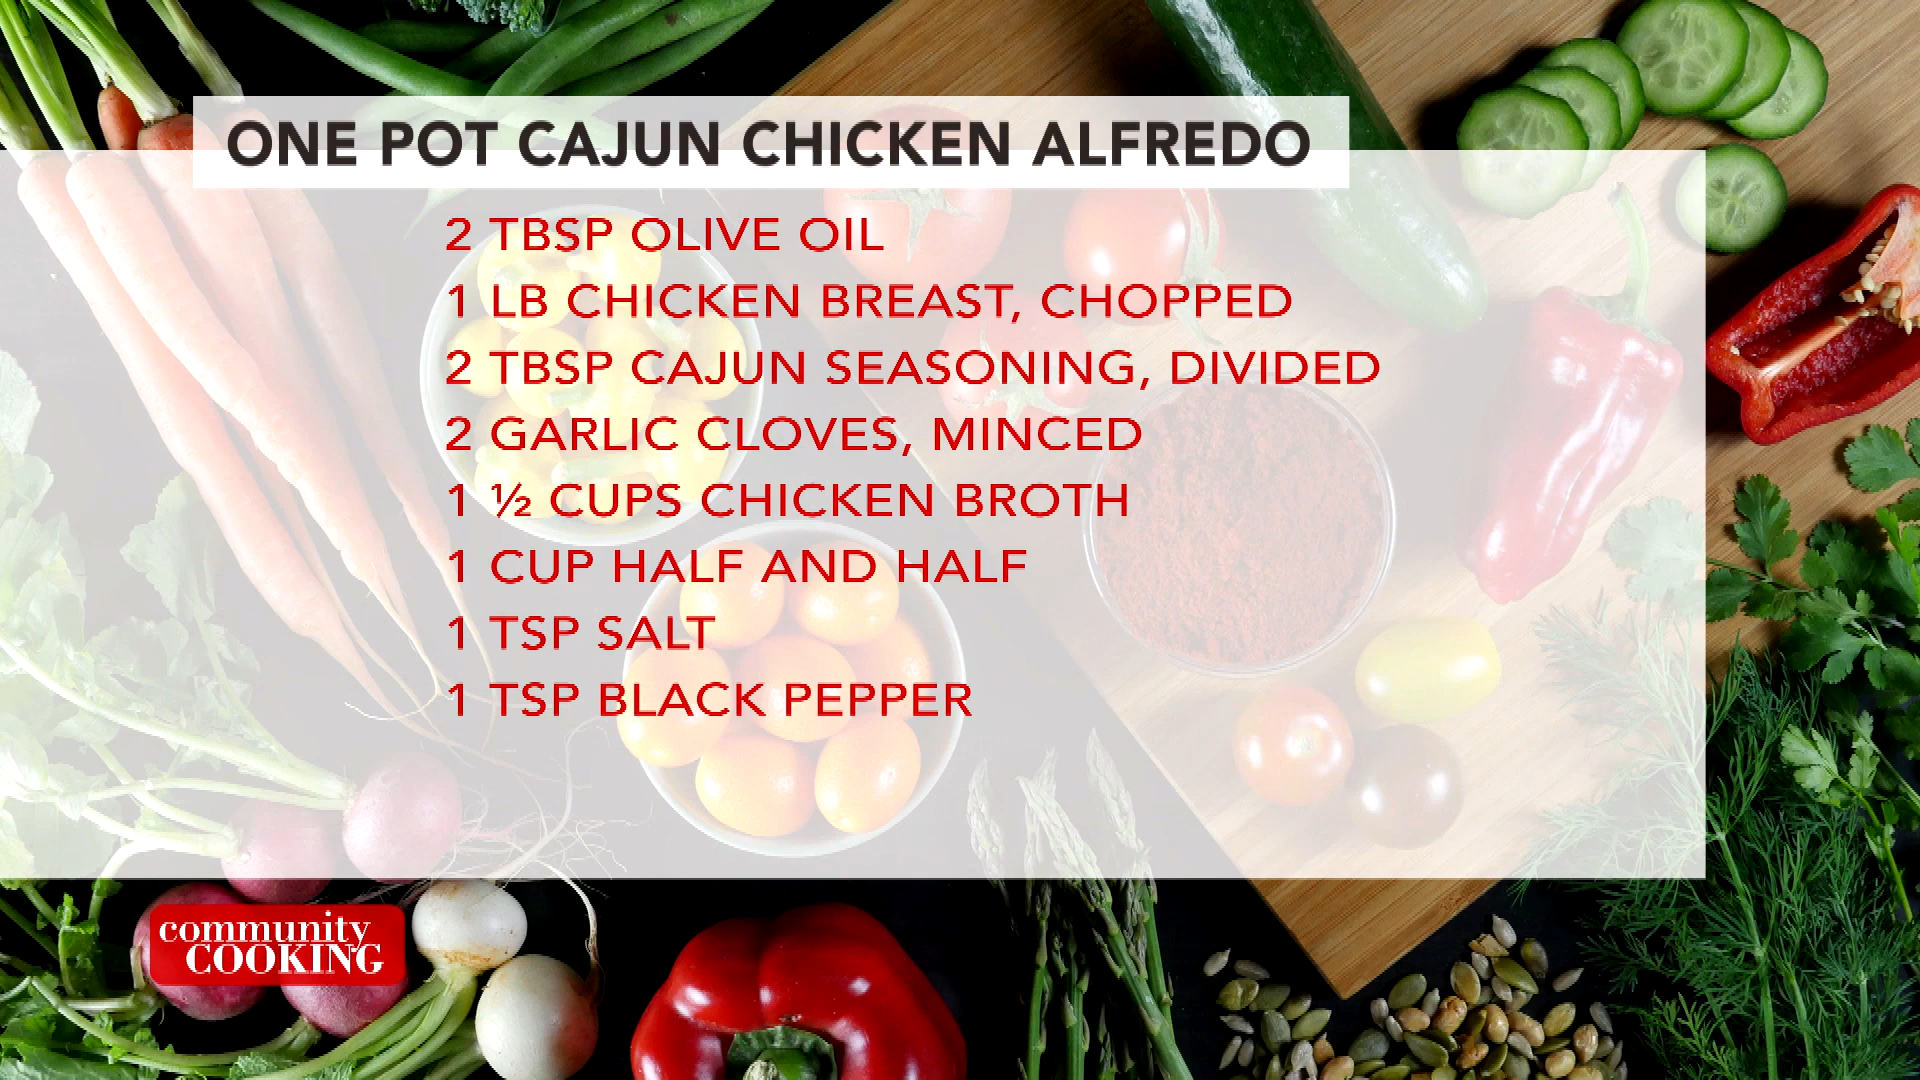 ONE POT CAJUN CHICKEN ALFREDO
2 TBSP OLIVE OIL
1 LB CHICKEN BREAST, CHOPPED
2 TBSP CAJUN SEASONING, DIVIDED
2 GARLIC CLOVES, MINCED
1 ½ CUPS CHICKEN BROTH
1 CUP HALF AND HALF
1 TSP SALT
1 TSP BLACK PEPPER
community
COOKING